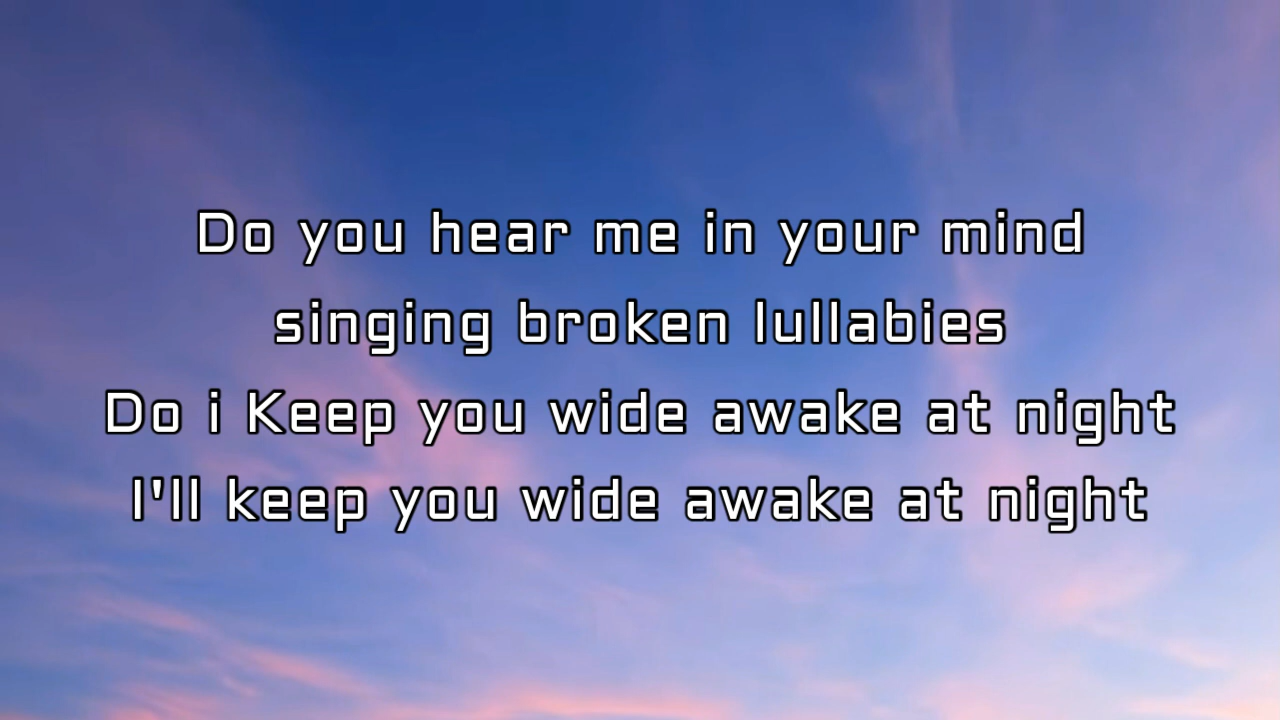 Do you hear me in your mind
singing broken lullabies
Do i Keep you wide awake at night
I'll keep you wide awake at night